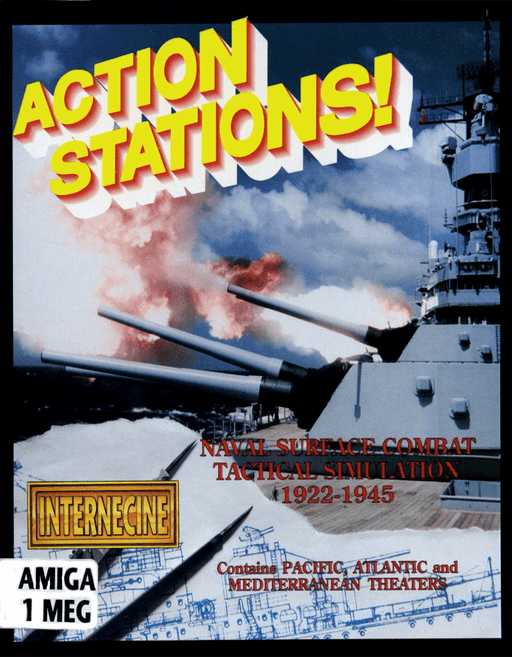 ACTION
STATIONS!
NAVAL SURFACE COMBAT
TACTICAL SIMULATION
1922-1945
INTERNECINE
Contains PACIFIC, ATLANTIC and
MEDITERRANEAN THEATERS
AMIGA
1 MEG